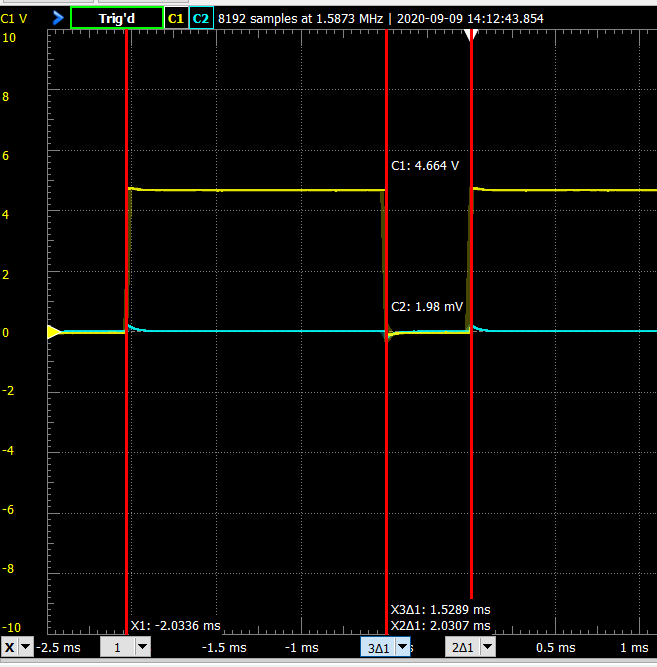 C1 V Trig'd C1 C2 8192 samples at 1.5873 MHz | 2020-09-09 14:12:43.854
10
8
6
C1: 4.664 V
4
2
C2: 1.98 mV
0
-2
-4
-6
-8
X3Δ1: 1.5289 ms
-10 X1: -2.0336 ms X2Δ1: 2.0307 ms
X -2.5 ms 1 -1.5 ms -1 ms 3Δ1 2Δ1 0.5 ms 1 ms